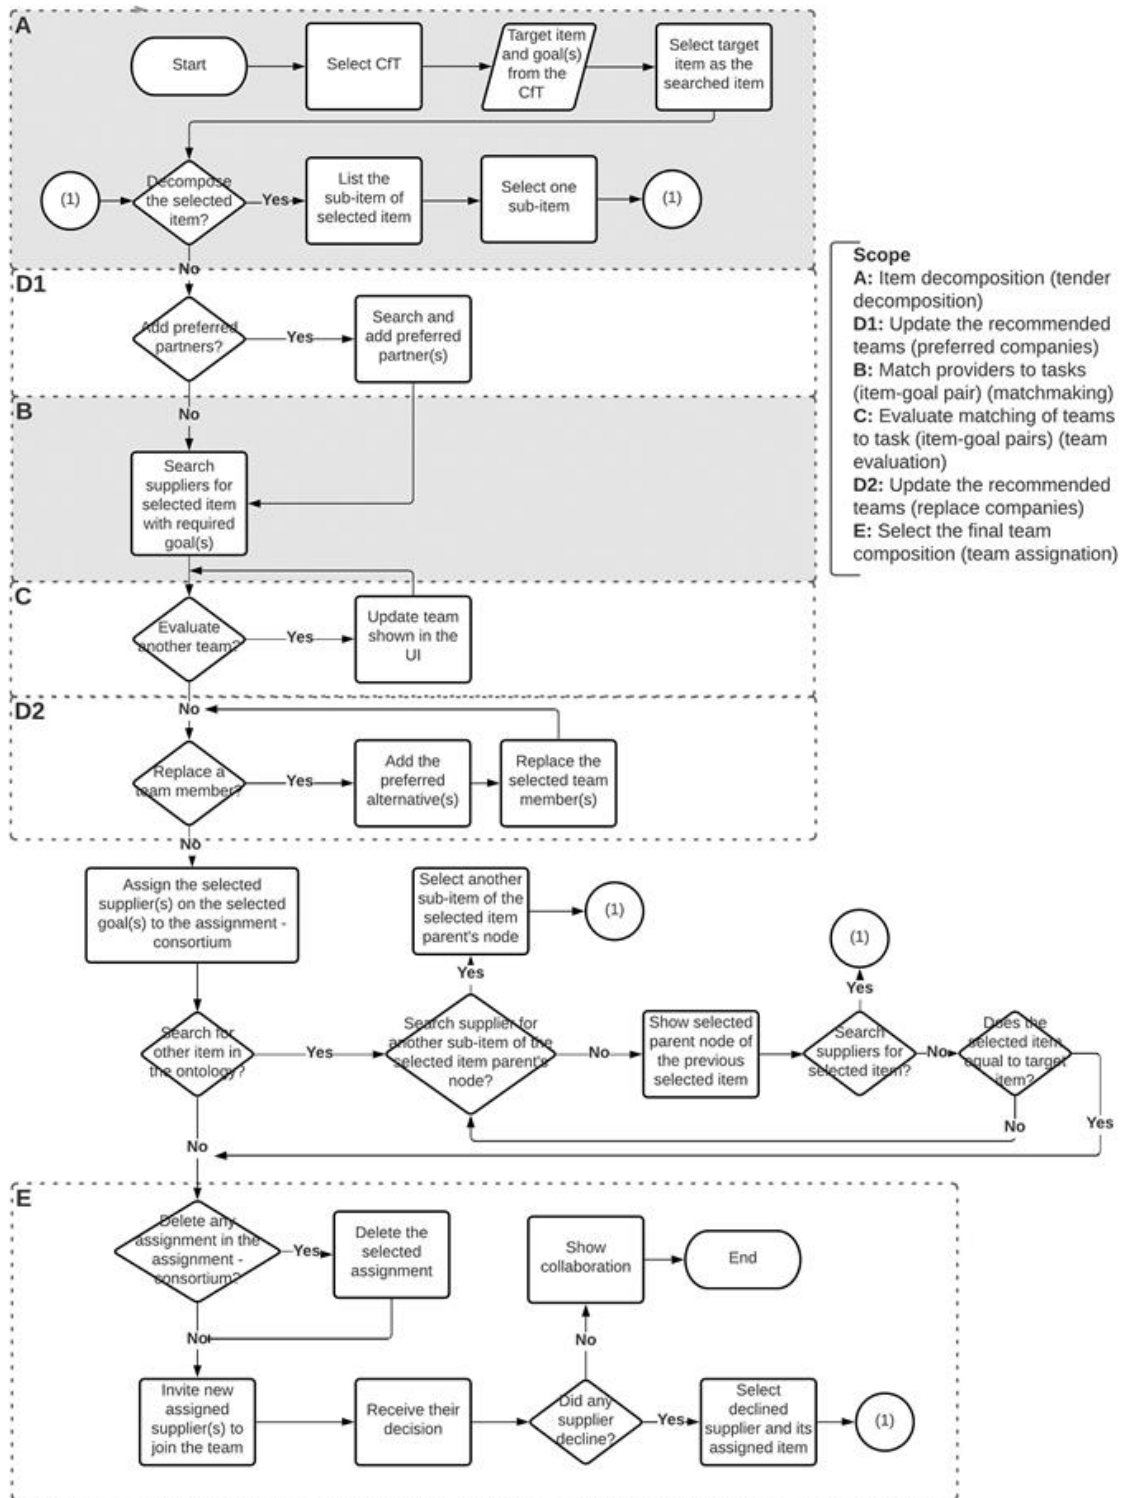 A
Start
Select CfT
Target item
and goal(s)
from the
CfT
Select target
item as the
searched item
(1)
Decompose
the selected
item?
Yes
List the
sub-item of
selected item
Select one
sub-item
(1)
No
D1
Add preferred
partners?
Yes
Search and
add preferred
partner(s)
No
B
Search
suppliers for
selected item
with required
goal(s)
C
Evaluate
another team?
Yes
Update team
shown in the
UI
No
D2
Replace a
team member?
Yes
Add the
preferred
alternative(s)
Replace the
selected team
member(s)
No
Scope
A: Item decomposition (tender
decomposition)
D1: Update the recommended
teams (preferred companies)
B: Match providers to tasks
(item-goal pair) (matchmaking)
C: Evaluate matching of teams
to task (item-goal pairs) (team
evaluation)
D2: Update the recommended
teams (replace companies)
E: Select the final team
composition (team assignation)
Assign the selected
supplier(s) on the selected
goal(s) to the assignment -
consortium
Select another
sub-item of the
selected item
parent's node
(1)
(1)
Yes
Yes
Search for
other item in
the ontology?
Yes
Search supplier for
another sub-item of the
selected item parent's
node?
No
Show selected
parent node of
the previous
selected item
Search
suppliers for
selected item?
No
Does the
selected item
equal to target
item?
No
Yes
No
E
Delete any
assignment in the
assignment -
consortium?
Yes
Delete the
selected
assignment
Show
collaboration
End
No
No
Invite new
assigned
supplier(s) to
join the team
Receive their
decision
Did any
supplier
decline?
Yes
Select
declined
supplier and its
assigned item
(1)